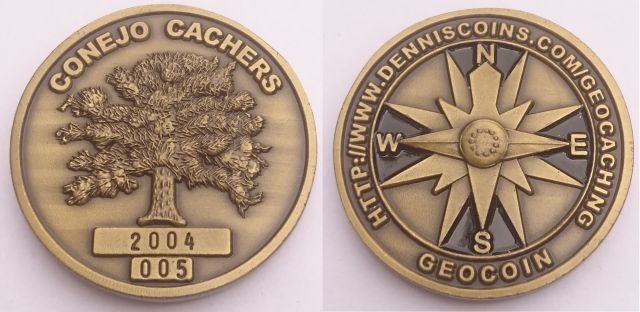 CONEJO CACHERS
2004
005
HTTP://WWW.DENNISCOINS.COM/GEOCACHING
N
W
E
S
GEOCOIN